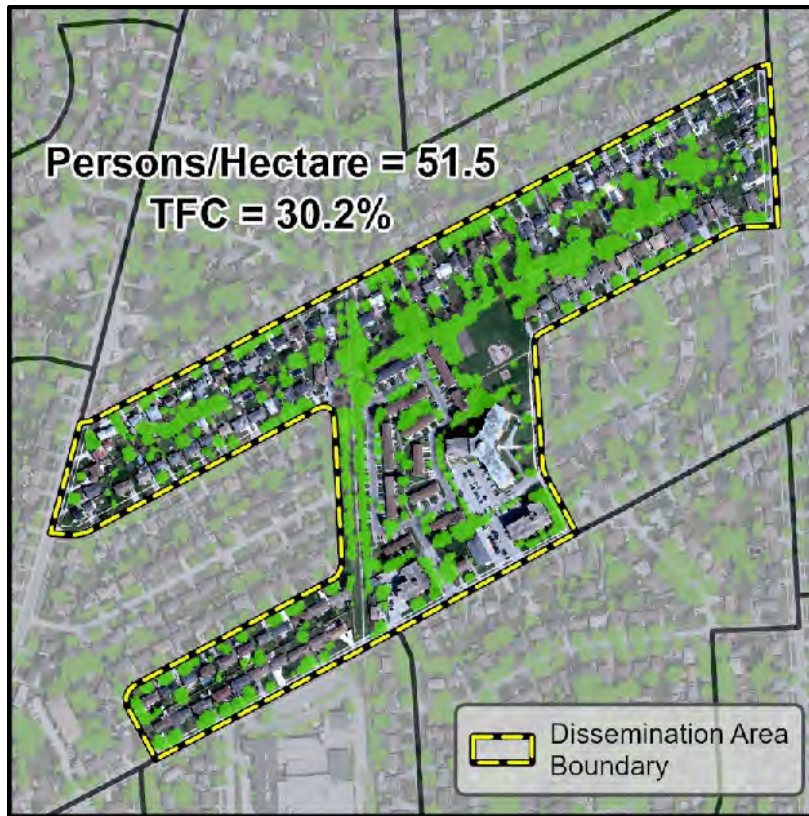 Persons/Hectare = 51.5
TFC = 30.2%
Dissemination Area
Boundary